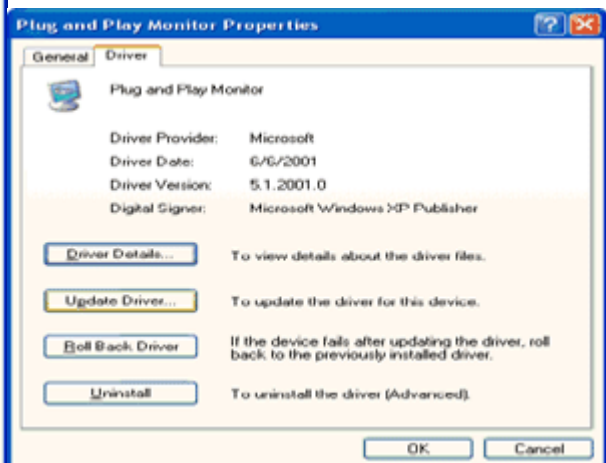 Plug and Play Monitor Properties
General Driver
Plug and Play Monitor
Driver Provider: Microsoft
Driver Date: 6/6/2001
Driver Version: 5.1.2001.0
Digital Signer: Microsoft Windows XP Publisher
Driver Details... To view details about the driver files.
Update Driver... To update the driver for this device.
Roll Back Driver If the device fails after updating the driver, roll
back to the previously installed driver.
Uninstall To uninstall the driver (Advanced).
OK Cancel